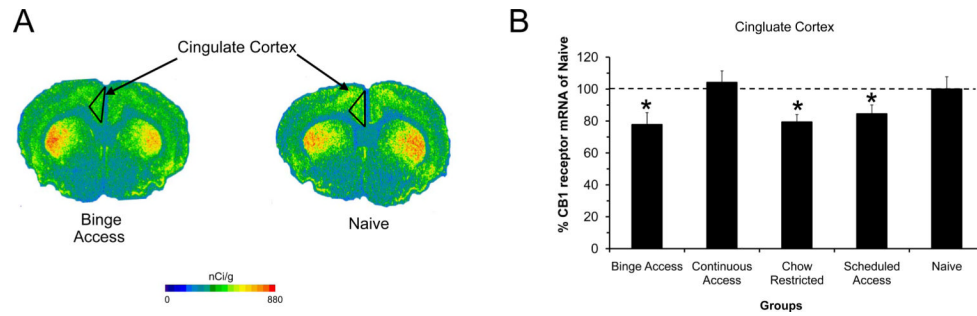 A
Cingulate Cortex
Binge
Access
Naive
nCi/g
0
880
B
Cingluate Cortex
% CB1 receptor mRNA of Naive
120
100
80
60
40
20
0
*
*
*
Binge Access
Continuous
Access
Chow
Restricted
Scheduled
Access
Naive
Groups